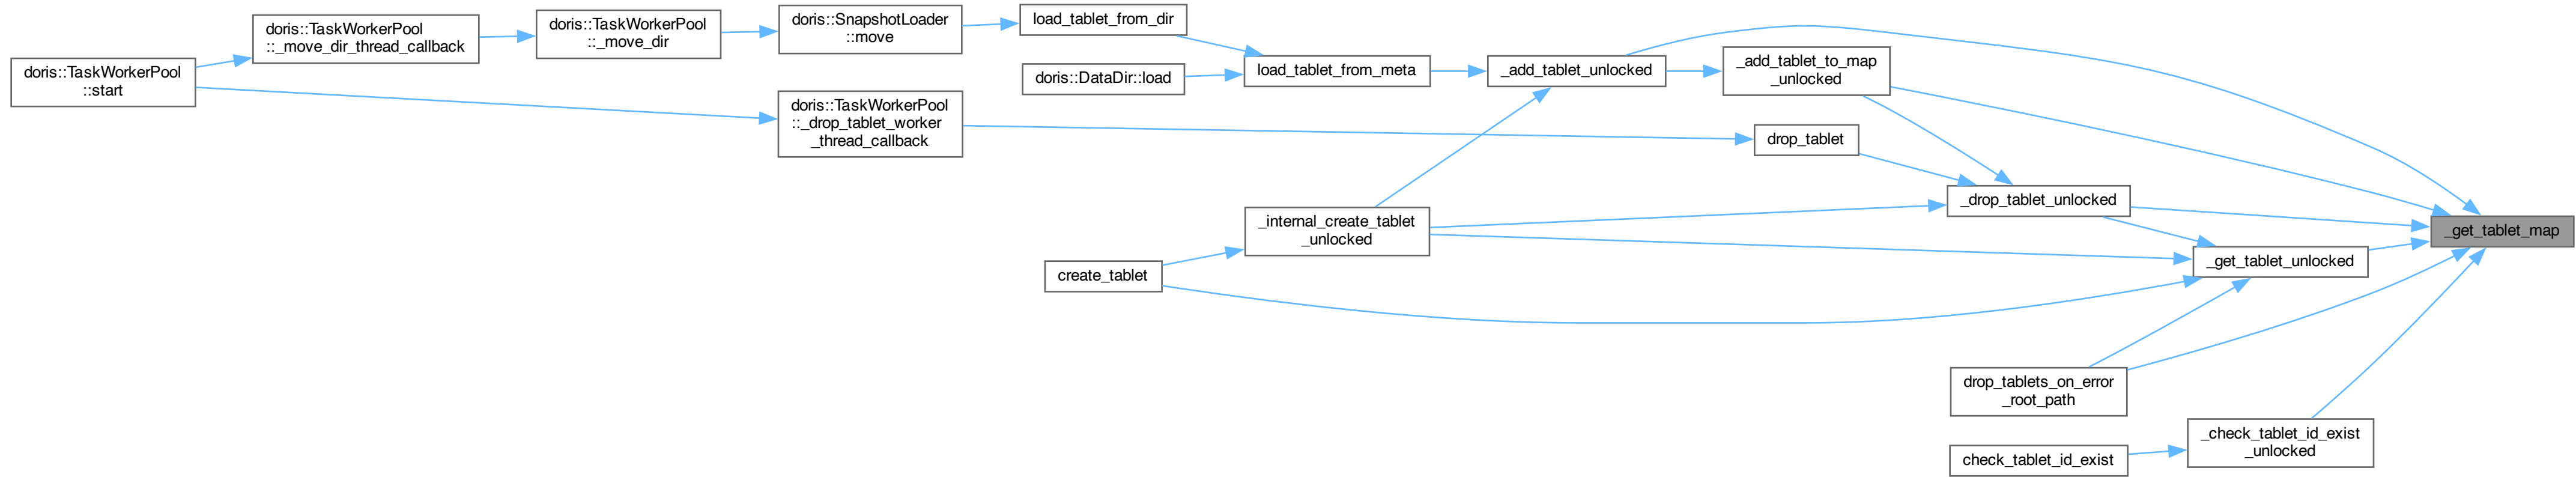 doris::TaskWorkerPool
::start
doris::TaskWorkerPool
::_move_dir_thread_callback
doris::TaskWorkerPool
::_move_dir
doris::SnapshotLoader
::move
load_tablet_from_dir
doris::DataDir::load
load_tablet_from_meta
_add_tablet_unlocked
_add_tablet_to_map
_unlocked
doris::TaskWorkerPool
::_drop_tablet_worker
_thread_callback
drop_tablet
_drop_tablet_unlocked
_internal_create_tablet
_unlocked
create_tablet
_get_tablet_unlocked
_get_tablet_map
drop_tablets_on_error
_root_path
check_tablet_id_exist
_check_tablet_id_exist
_unlocked